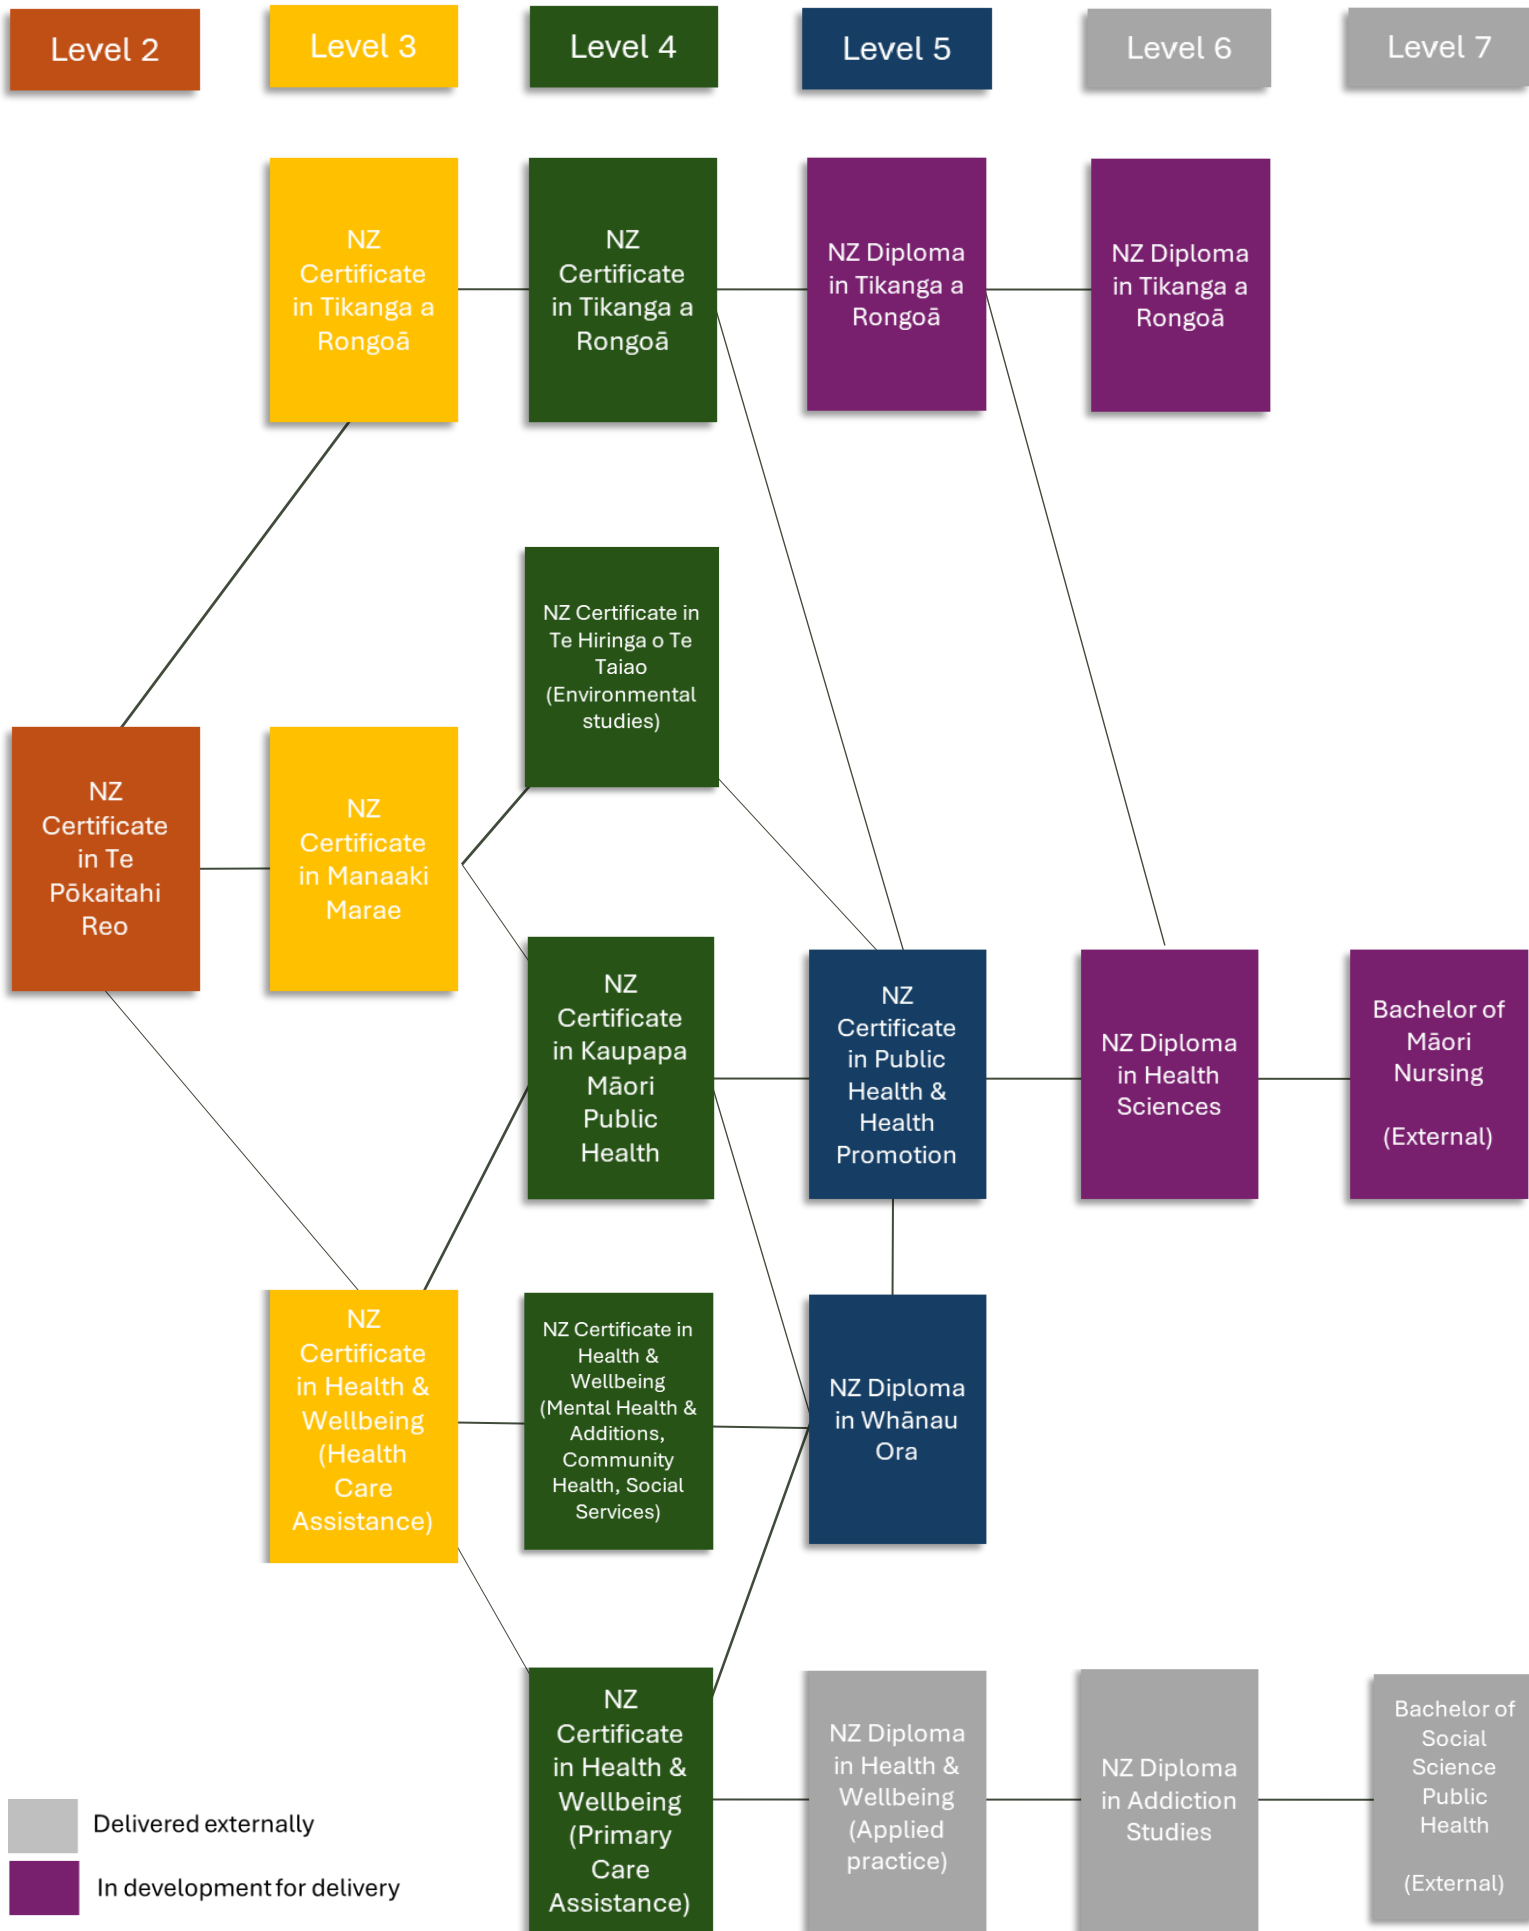 Level 2
Level 3
Level 4
Level 5
Level 6
Level 7
NZ
Certificate
in Tikanga a
Rongoā
NZ
Certificate
in Tikanga a
Rongoā
NZ Diploma
in Tikanga a
Rongoā
NZ Diploma
in Tikanga a
Rongoā
NZ Certificate in
Te Hiringa o Te
Taiao
(Environmental
studies)
NZ
Certificate
in Te
Pōkaitahi
Reo
NZ
Certificate
in Manaaki
Marae
NZ
Certificate
in Kaupapa
Māori
Public
Health
NZ
Certificate
in Public
Health &
Health
Promotion
NZ Diploma
in Health
Sciences
Bachelor of
Māori
Nursing
(External)
NZ
Certificate
in Health &
Wellbeing
(Health
Care
Assistance)
NZ Certificate in
Health &
Wellbeing
(Mental Health &
Additions,
Community
Health, Social
Services)
NZ Diploma
in Whānau
Ora
NZ
Certificate
in Health &
Wellbeing
(Primary
Care
Assistance)
NZ Diploma
in Health &
Wellbeing
(Applied
practice)
NZ Diploma
in Addiction
Studies
Bachelor of
Social
Science
Public
Health
(External)
Delivered externally
In development for delivery